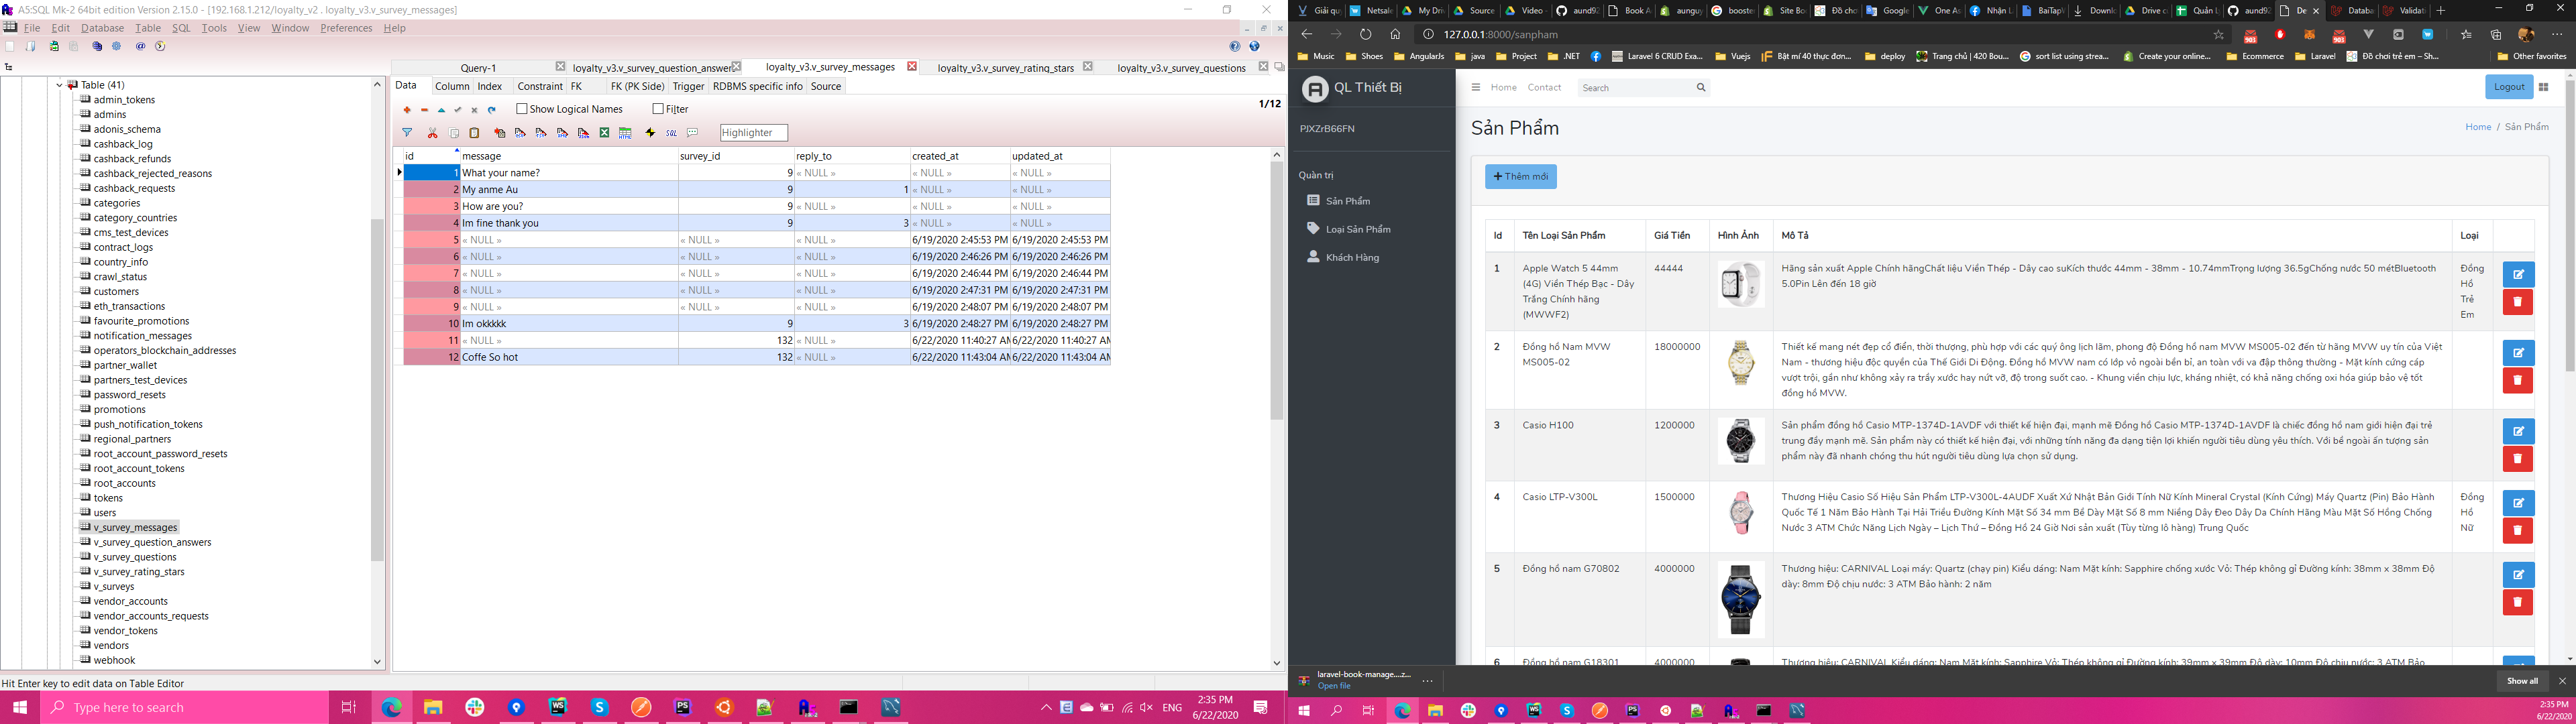 A5:SQL Mk-2 64bit edition Version 2.15.0 - [192.168.1.212/loyalty_v2 . loyalty_v3.v_survey_messages]
File Edit Database Table SQL Tools View Window Preferences Help
Query-1 loyalty_v3.v_survey_question_answer loyalty_v3.v_survey_messages loyalty_v3.v_survey_rating_stars loyalty_v3.v_survey_questions
Table (41)
admin_tokens
admins
adonis_schema
cashback_log
cashback_refunds
cashback_rejected_reasons
cashback_requests
categories
category_countries
cms_test_devices
contract_logs
country_info
crawl_status
customers
eth_transactions
favourite_promotions
notification_messages
operators_blockchain_addresses
partner_wallet
partners_test_devices
password_resets
promotions
push_notification_tokens
regional_partners
root_account_password_resets
root_account_tokens
root_accounts
tokens
users
v_survey_messages
v_survey_question_answers
v_survey_questions
v_survey_rating_stars
v_surveys
vendor_accounts
vendor_accounts_requests
vendor_tokens
vendors
webhook
Data Column Index Constraint FK FK (PK Side) Trigger RDBMS specific info Source
Show Logical Names Filter 1/12
SQL Highlighter
id message survey_id reply_to created_at updated_at
1 What your name? 9 « NULL » « NULL » « NULL »
2 My anme Au 9 1 « NULL » « NULL »
3 How are you? 9 « NULL » « NULL » « NULL »
4 Im fine thank you 9 3 « NULL » « NULL »
5 « NULL » « NULL » « NULL » 6/19/2020 2:45:53 PM 6/19/2020 2:45:53 PM
6 « NULL » « NULL » « NULL » 6/19/2020 2:46:26 PM 6/19/2020 2:46:26 PM
7 « NULL » « NULL » « NULL » 6/19/2020 2:46:44 PM 6/19/2020 2:46:44 PM
8 « NULL » « NULL » « NULL » 6/19/2020 2:47:31 PM 6/19/2020 2:47:31 PM
9 « NULL » « NULL » « NULL » 6/19/2020 2:48:07 PM 6/19/2020 2:48:07 PM
10 Im okkkkk 9 3 6/19/2020 2:48:27 PM 6/19/2020 2:48:27 PM
11 « NULL » 132 « NULL » 6/22/2020 11:40:27 AM 6/22/2020 11:40:27 AM
12 Coffe So hot 132 « NULL » 6/22/2020 11:43:04 AM 6/22/2020 11:43:04 AM
Hit Enter key to edit data on Table Editor
Type here to search
ENG 2:35 PM
6/22/2020
Giải quy Netsale My Driv Source Video - aund92 Book A aunguy booste Site Bo Đồ chơ Google One As Nhận L BaiTapV Downlo Drive c Quản L aund92 De Databa Validati
127.0.0.1:8000/sanpham
Music Shoes AngularJs java Project .NET Laravel 6 CRUD Exa... Vuejs Bật mí 40 thực đơn... deploy Trang chủ | 420 Bou... sort list using strea... Create your online... Ecommerce Laravel Đồ chơi trẻ em – Sh... Other favorites
QL Thiết Bị
PJXZrB66FN
Quản trị
Sản Phẩm
Loại Sản Phẩm
Khách Hàng
Home Contact Search Logout
Sản Phẩm
Home / Sản Phẩm
Thêm mới
Id Tên Loại Sản Phẩm Giá Tiền Hình Ảnh Mô Tả Loại
1 Apple Watch 5 44mm 44444 Hãng sản xuất Apple Chính hãngChất liệu Viền Thép - Dây cao suKích thước 44mm - 38mm - 10.74mmTrọng lượng 36.5gChống nước 50 métBluetooth Đồng
(4G) Viền Thép Bạc - Dây 5.0Pin Lên đến 18 giờ Hồ
Trắng Chính hãng Trẻ
(MWWF2) Em
2 Đồng hồ Nam MVW 18000000 Thiết kế mang nét đẹp cổ điển, thời thượng, phù hợp với các quý ông lịch lãm, phong độ Đồng hồ nam MVW MS005-02 đến từ hãng MVW uy tín của Việt
MS005-02 Nam - thương hiệu độc quyền của Thế Giới Di Động. Đồng hồ MVW nam có lớp vỏ ngoài bền bỉ, an toàn với va đập thông thường - Mặt kính cứng cáp
vượt trội, gần như không xảy ra trầy xước hay nứt vỡ, độ trong suốt cao. - Khung viền chịu lực, kháng nhiệt, có khả năng chống oxi hóa giúp bảo vệ tốt
đồng hồ MVW.
3 Casio H100 1200000 Sản phẩm đồng hồ Casio MTP-1374D-1AVDF với thiết kế hiện đại, mạnh mẽ Đồng hồ Casio MTP-1374D-1AVDF là chiếc đồng hồ nam giới hiện đại trẻ
trung đầy mạnh mẽ. Sản phẩm này có thiết kế hiện đại, với những tính năng đa dạng tiện lợi khiến người tiêu dùng yêu thích. Với bề ngoài ấn tượng sản
phẩm này đã nhanh chóng thu hút người tiêu dùng lựa chọn sử dụng.
4 Casio LTP-V300L 1500000 Thương Hiệu Casio Số Hiệu Sản Phẩm LTP-V300L-4AUDF Xuất Xứ Nhật Bản Giới Tính Nữ Kính Mineral Crystal (Kính Cứng) Máy Quartz (Pin) Bảo Hành Đồng
Quốc Tế 1 Năm Bảo Hành Tại Hải Triều Đường Kính Mặt Số 34 mm Bề Dày Mặt Số 8 mm Niềng Dây Đeo Dây Da Chính Hãng Màu Mặt Số Hồng Chống Hồ
Nước 3 ATM Chức Năng Lịch Ngày – Lịch Thứ – Đồng Hồ 24 Giờ Nơi sản xuất (Tùy từng lô hàng) Trung Quốc Nữ
5 Đồng hồ nam G70802 4000000 Thương hiệu: CARNIVAL Loại máy: Quartz (chạy pin) Kiểu dáng: Nam Mặt kính: Sapphire chống xước Vỏ: Thép không gỉ Đường kính: 38mm x 38mm Độ
dày: 8mm Độ chịu nước: 3 ATM Bảo hành: 2 năm
6 Đồng hồ nam G18301 4000000 Thương hiệu: CARNIVAL Kiểu dáng: Nam Mặt kính: Sapphire Vỏ: Thép không gỉ Đường kính: 39mm x 39mm Độ dày: 10mm Độ chịu nước: 3 ATM Bảo
laravel-book-manage....z...
Open file
Show all
2:35 PM
6/22/2020